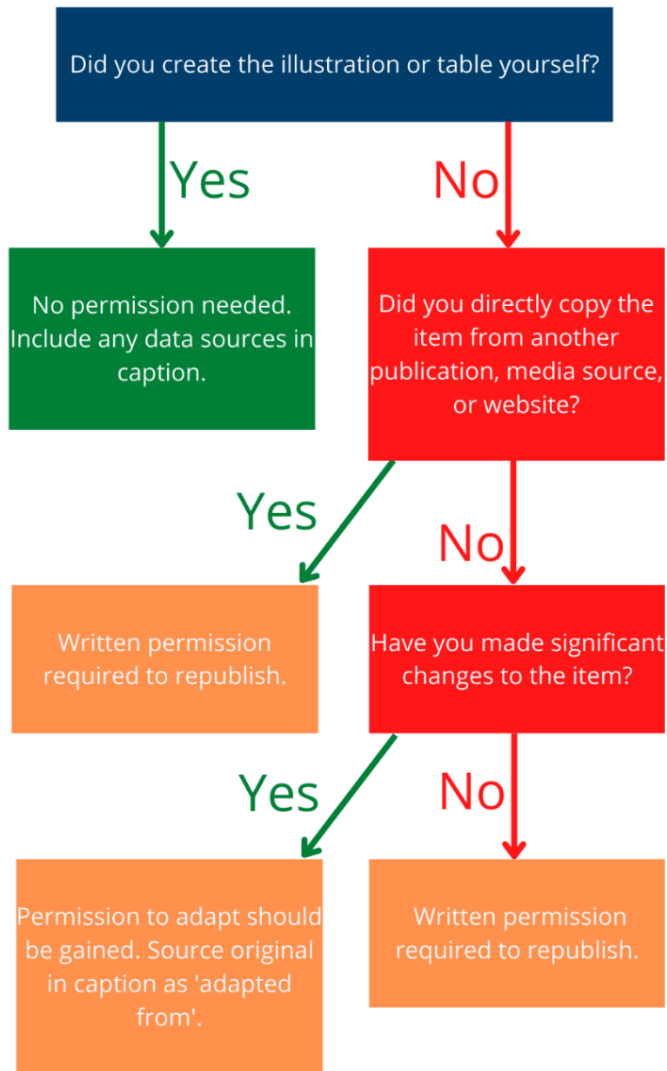 Did you create the illustration or table yourself?
Yes
No
No permission needed.
Include any data sources in
caption.
Did you directly copy the
item from another
publication, media source,
or website?
Yes
No
Written permission
required to republish.
Have you made significant
changes to the item?
Yes
No
Permission to adapt should
be gained. Source original
in caption as 'adapted
from'.
Written permission
required to republish.